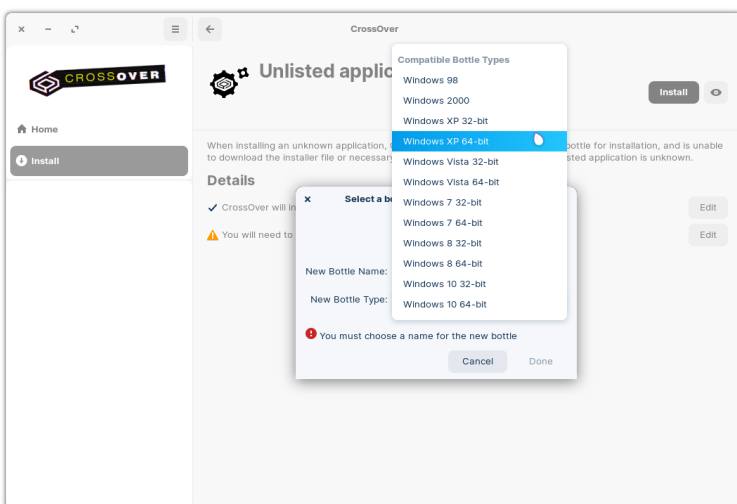 CrossOver
CROSSOVER
Home
Install
Unlisted applic
Install
When installing an unknown application,
ottle for installation, and is unable
to download the installer file or necessary
sted application is unknown.
Details
CrossOver will in
Edit
You will need to
Edit
Select a b
New Bottle Name:
New Bottle Type:
You must choose a name for the new bottle
Cancel
Done
Compatible Bottle Types
Windows 98
Windows 2000
Windows XP 32-bit
Windows XP 64-bit
Windows Vista 32-bit
Windows Vista 64-bit
Windows 7 32-bit
Windows 7 64-bit
Windows 8 32-bit
Windows 8 64-bit
Windows 10 32-bit
Windows 10 64-bit